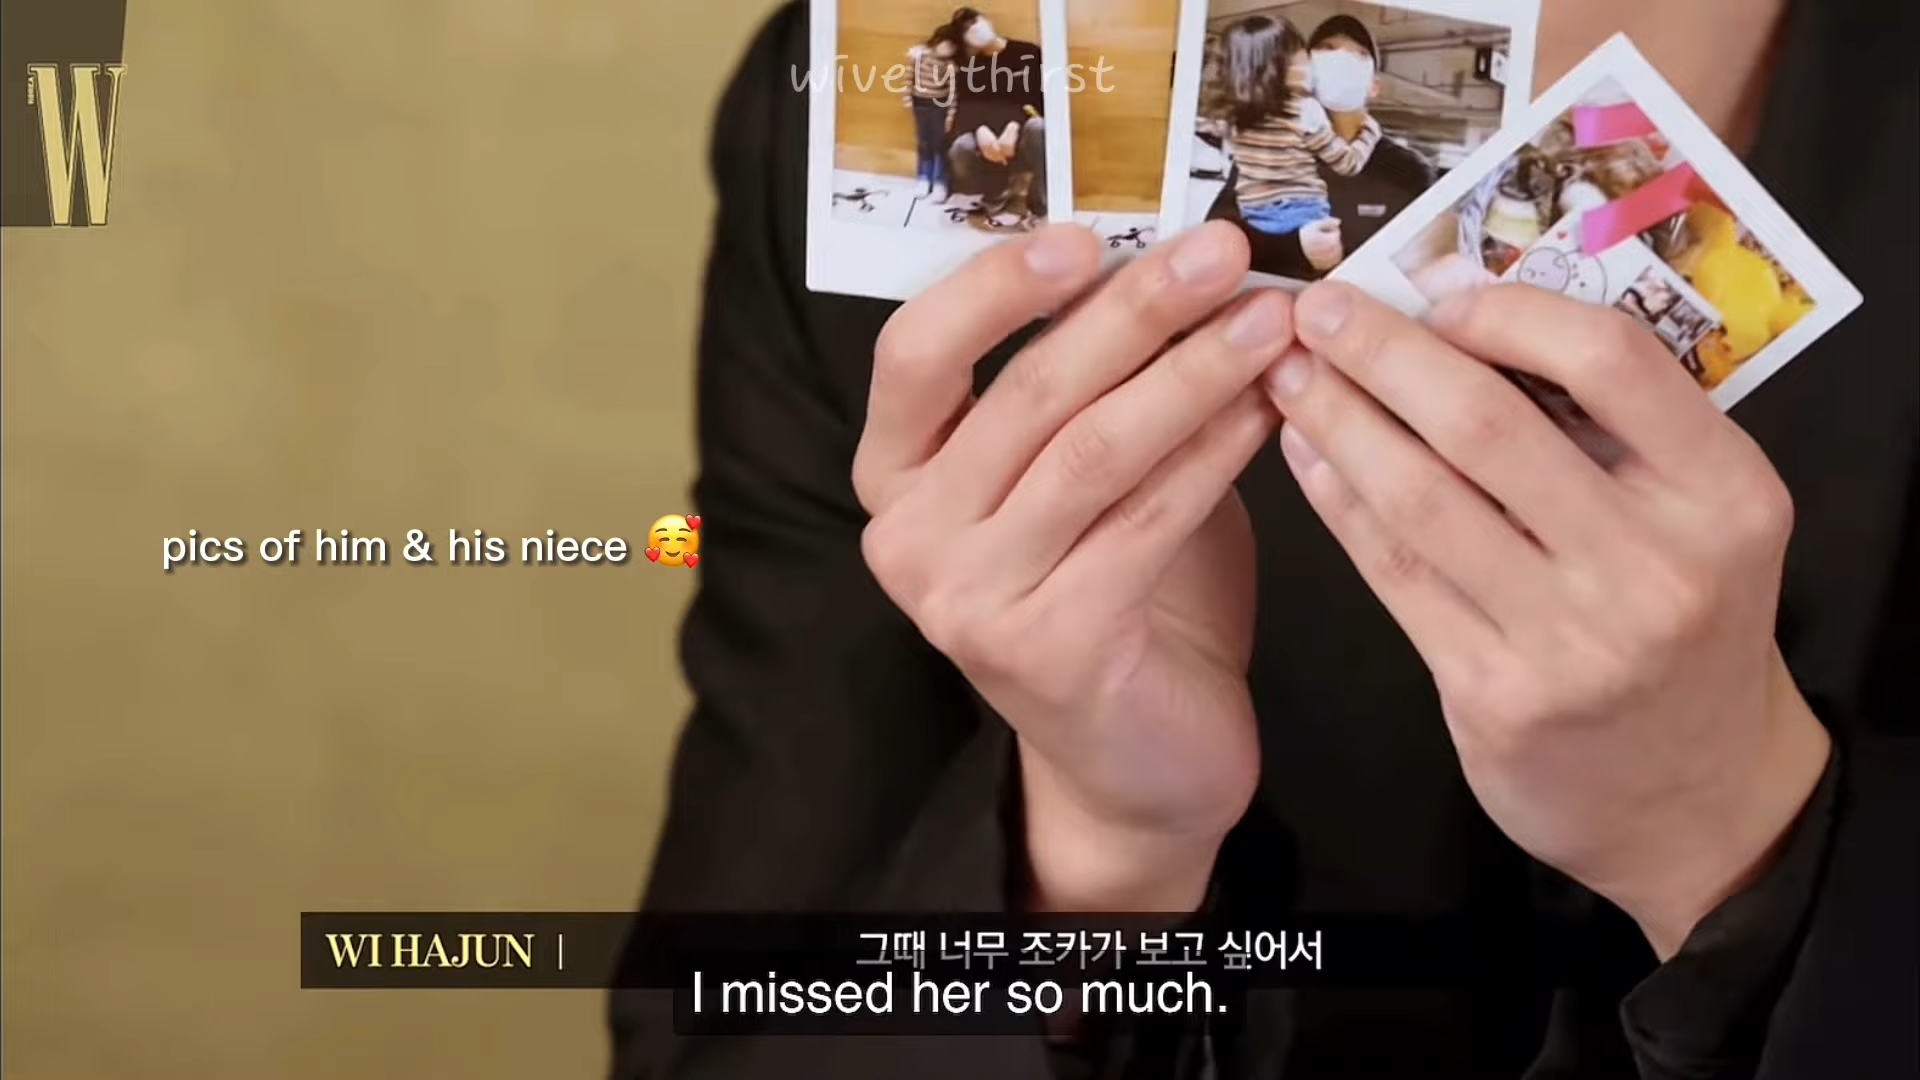 KOREA
W
wivelythirst
pics of him & his niece 🥰
WI HAJUN |
그때 너무 조카가 보고 싶어서
I missed her so much.